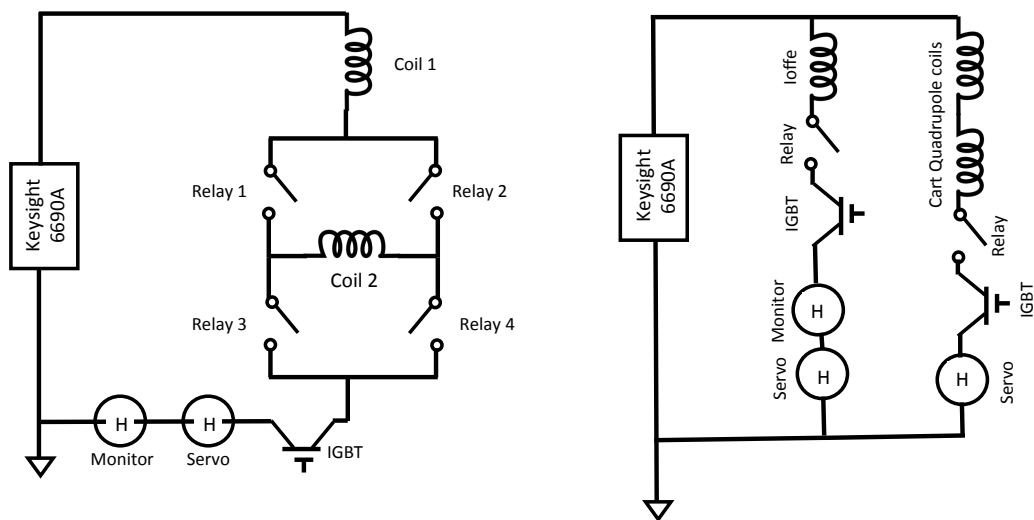 Coil 1
Relay 1
Relay 2
Keysight
6690A
Coil 2
Relay 3
Relay 4
H
H
Monitor
Servo
IGBT
Ioffe
Cart Quadrupole coils
Relay
Keysight
6690A
IGBT
Relay
Monitor
H
IGBT
Servo
H
H
Servo